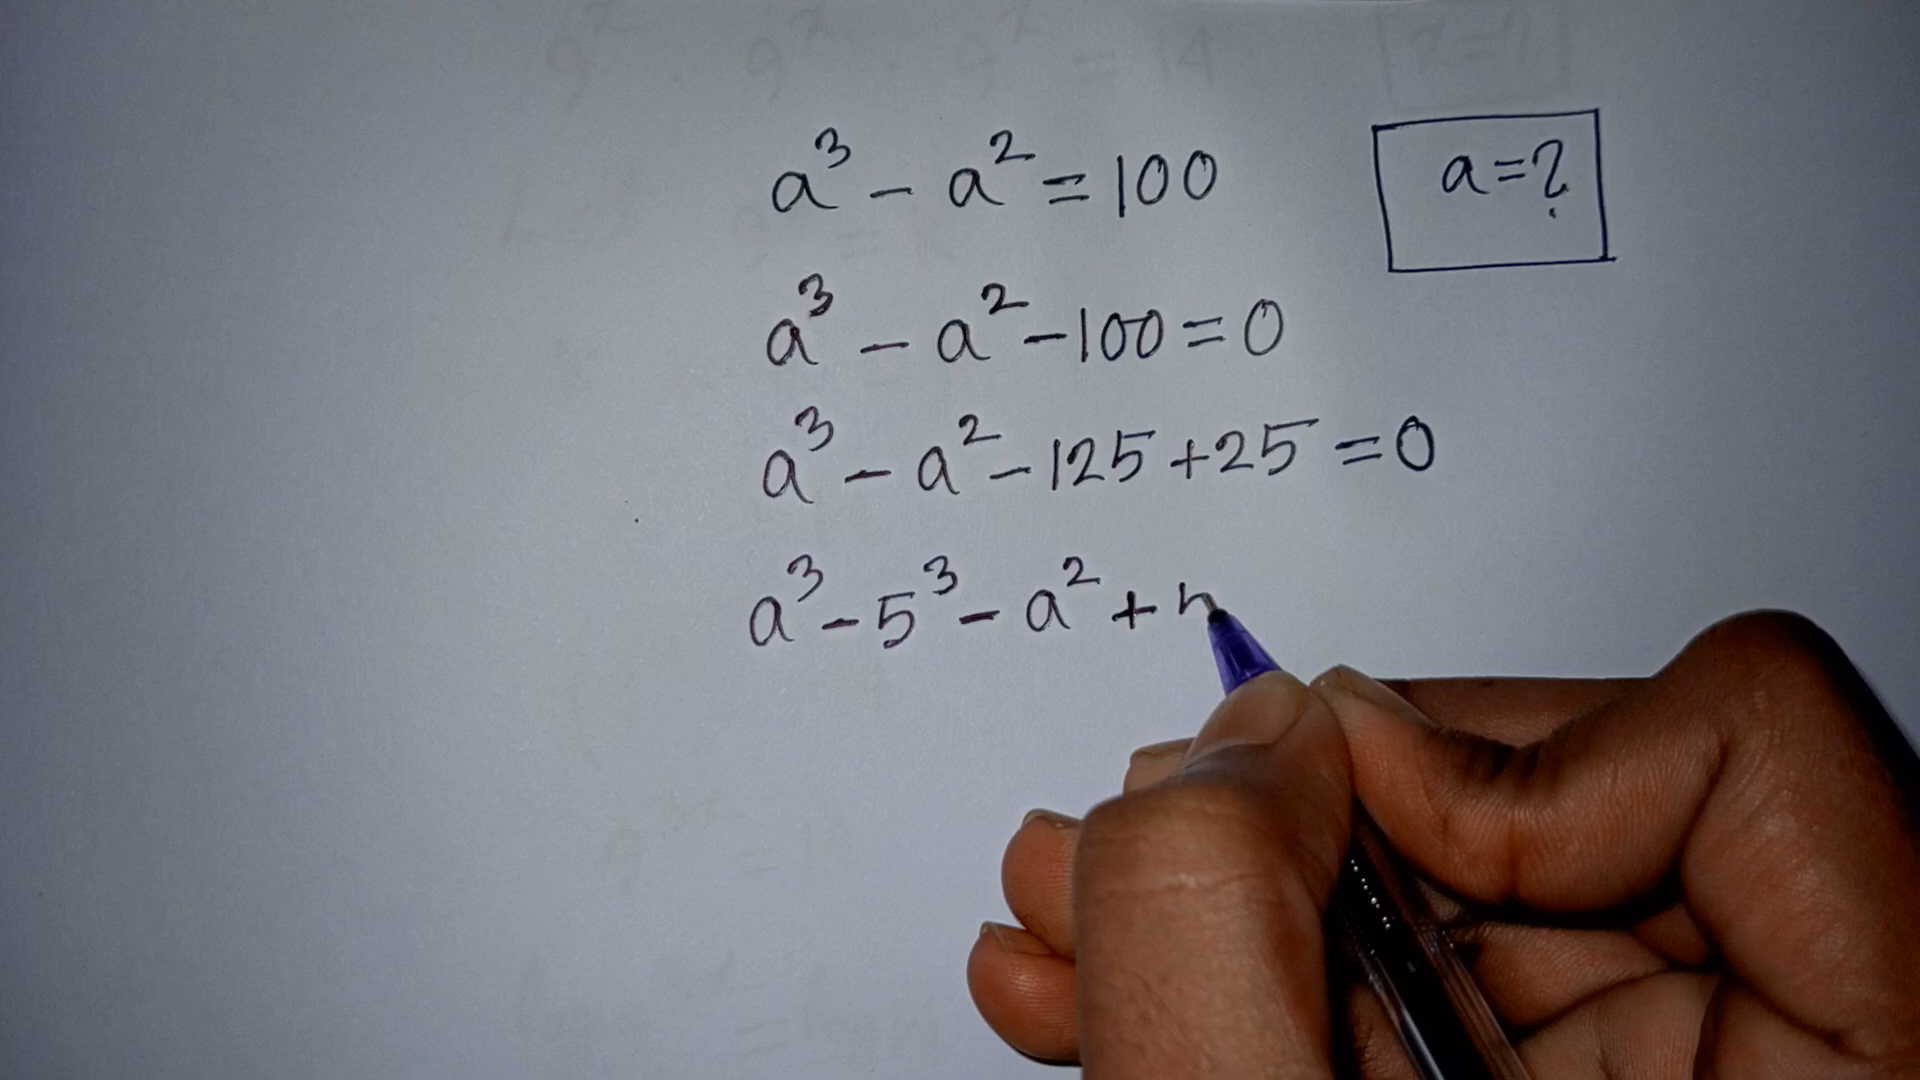 a³ - a² = 100
a = ?
a³ - a² - 100 = 0
a³ - a² - 125 + 25 = 0
a³ - 5³ - a² +